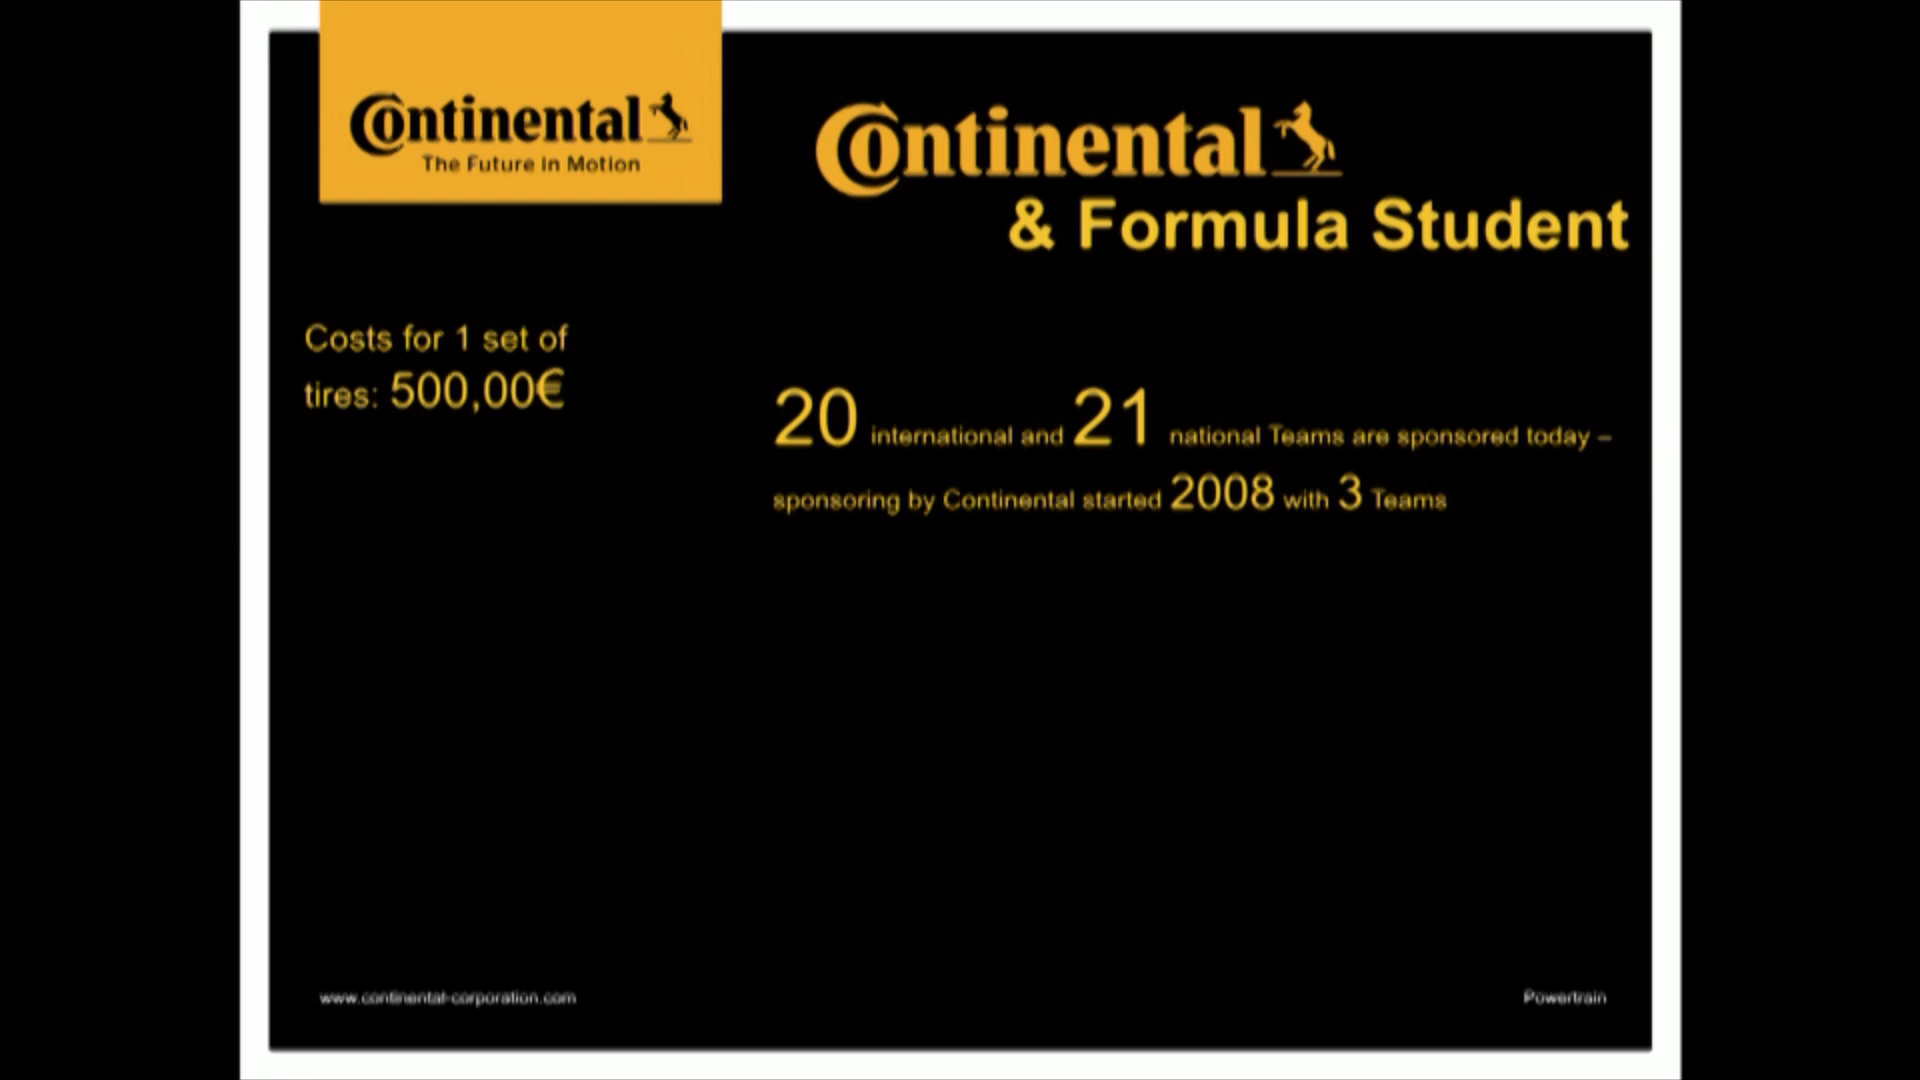 Continental
The Future in Motion
Continental
& Formula Student
Costs for 1 set of
tires: 500,00€
20 international and 21 national Teams are sponsored today –
sponsoring by Continental started 2008 with 3 Teams
www.continental-corporation.com
Powertrain